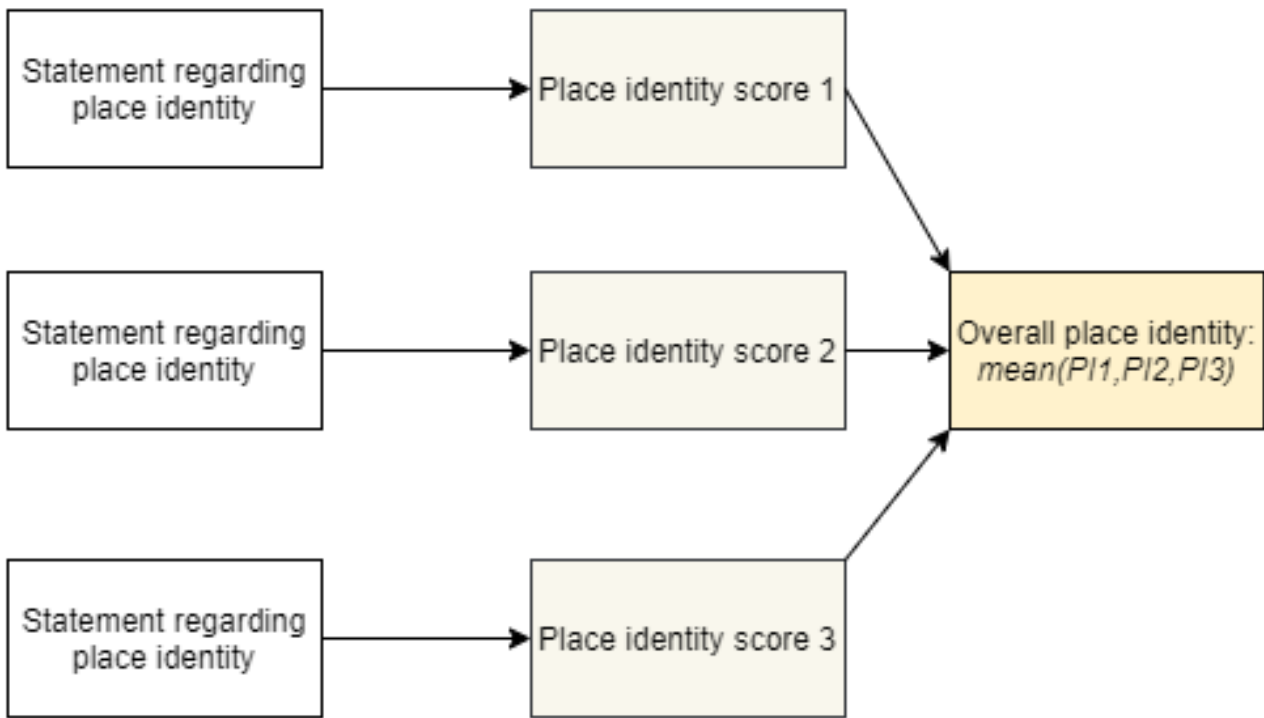 Statement regarding
place identity
Place identity score 1
Statement regarding
place identity
Place identity score 2
Overall place identity:
mean(PI1,PI2,PI3)
Statement regarding
place identity
Place identity score 3